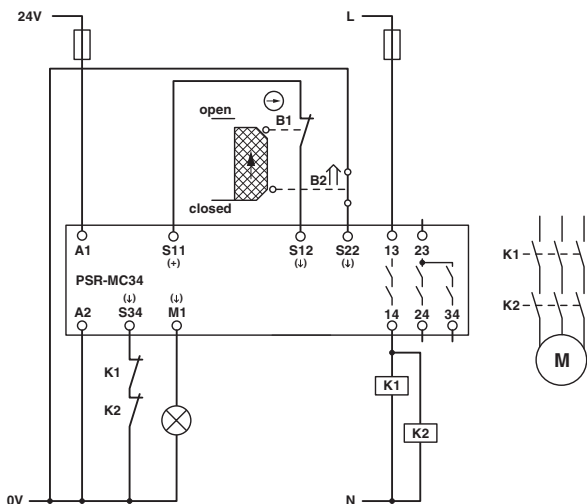 24V
L
open
B1
B2
closed
A1
S11
(+)
S12
(↓)
S22
(↓)
13
23
PSR-MC34
A2
(↓)
S34
(↓)
M1
14
24
34
K1
K2
K1
K2
K1
K2
M
0V
N